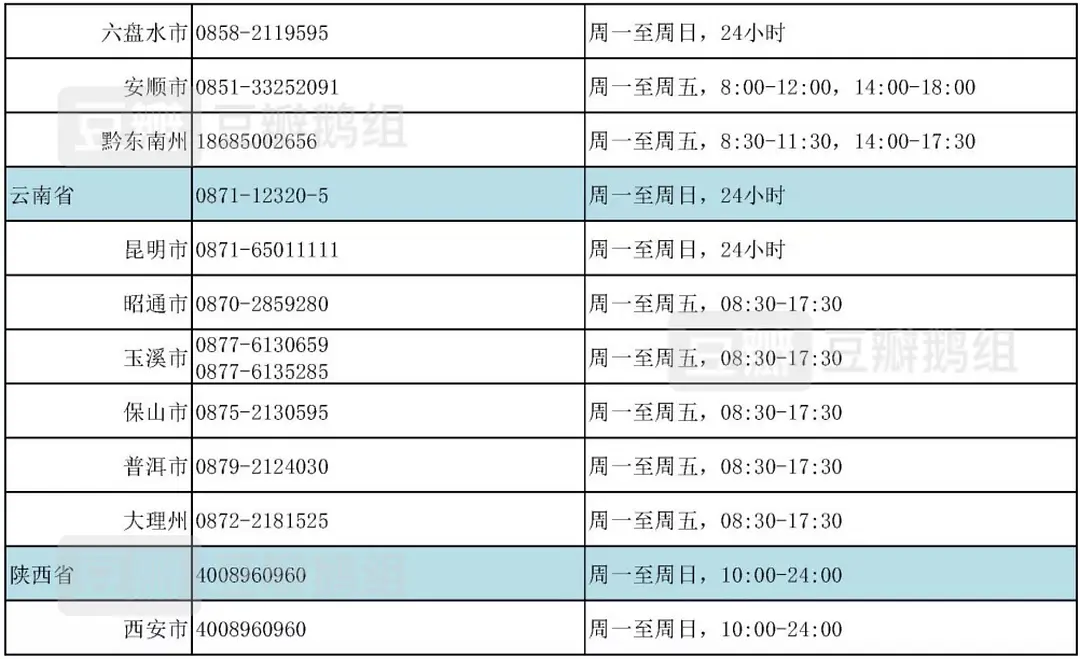 六盘水市 0858-2119595 周一至周日，24小时
安顺市 0851-33252091 周一至周五，8:00-12:00，14:00-18:00
黔东南州 18685002656 周一至周五，8:30-11:30，14:00-17:30
云南省 0871-12320-5 周一至周日，24小时
昆明市 0871-65011111 周一至周日，24小时
昭通市 0870-2859280 周一至周五，08:30-17:30
玉溪市 0877-6130659 周一至周五，08:30-17:30
0877-6135285
保山市 0875-2130595 周一至周五，08:30-17:30
普洱市 0879-2124030 周一至周五，08:30-17:30
大理州 0872-2181525 周一至周五，08:30-17:30
陕西省 4008960960 周一至周日，10:00-24:00
西安市 4008960960 周一至周日，10:00-24:00
豆瓣 豆瓣鹅组
豆瓣 豆瓣鹅组
豆瓣 豆瓣鹅组